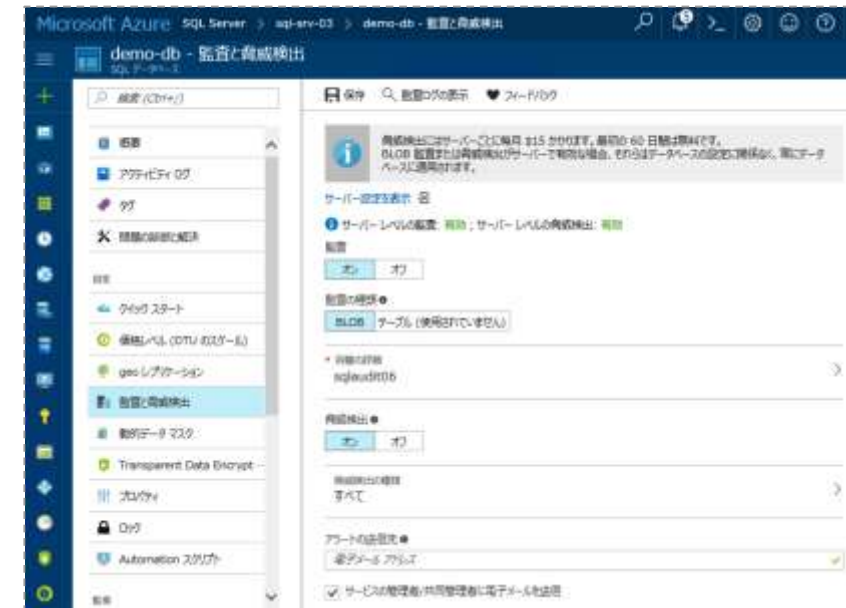 Microsoft Azure SQL Server > sql-srv-03 > demo-db - 監査と脅威検出
demo-db - 監査と脅威検出
SQL データベース
検索 (Ctrl+/)
概要
アクティビティ ログ
タグ
問題の診断と解決
設定
クイック スタート
価格レベル (DTU のスケール)
geo レプリケーション
監査と脅威検出
動的データ マスク
Transparent Data Encrypt...
プロパティ
ロック
Automation スクリプト
監視
保存 監査ログの表示 フィードバック
脅威検出にはサーバーごとに毎月 $15 かかります。最初の 60 日間は無料です。
BLOB 監査または脅威検出がサーバーで有効な場合、それらはデータベースの設定に関係なく、常にデータベースに適用されます。
サーバー設定を表示
サーバー レベルの監査: 有効 ; サーバー レベルの脅威検出: 有効
監査
オン オフ
監査の種類
BLOB テーブル (使用されていません)
* 詳細
sqlaudit06
脅威検出
オン オフ
脅威検出の種類
すべて
アラートの送信先
電子メール アドレス
サービスの管理者/共同管理者に電子メールを送信